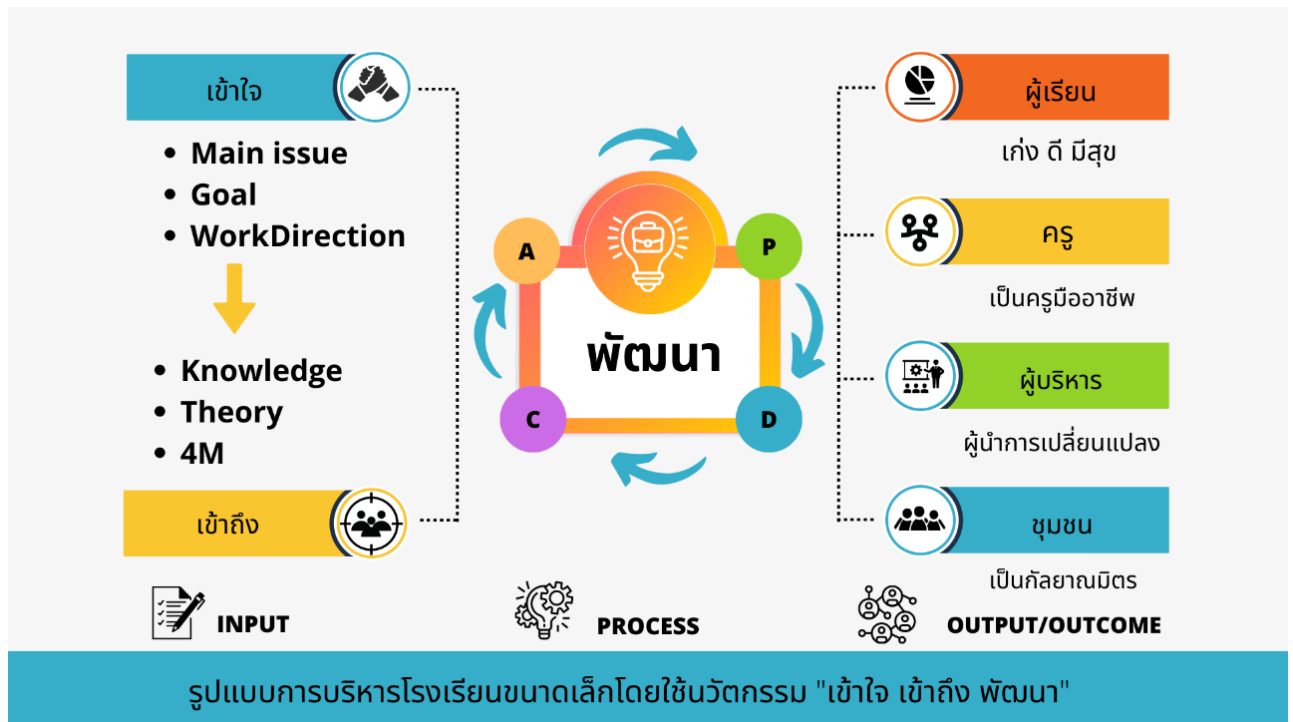 เข้าใจ
• Main issue
• Goal
• WorkDirection
• Knowledge
• Theory
• 4M
เข้าถึง
INPUT
A
P
พัฒนา
C
D
PROCESS
ผู้เรียน
เก่ง ดี มีสุข
ครู
เป็นครูมืออาชีพ
ผู้บริหาร
ผู้นำการเปลี่ยนแปลง
ชุมชน
เป็นกัลยาณมิตร
OUTPUT/OUTCOME
รูปแบบการบริหารโรงเรียนขนาดเล็กโดยใช้นวัตกรรม "เข้าใจ เข้าถึง พัฒนา"